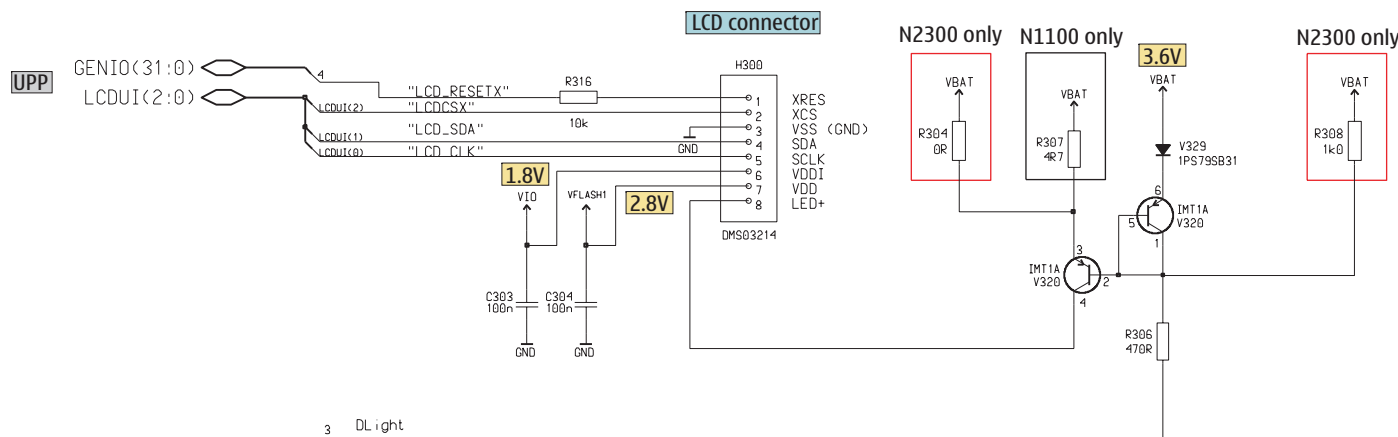 LCD connector
N2300 only
N1100 only
N2300 only
3.6V
UPP
GENIO(31:0)
LCDUI(2:0)
4
LCDUI(2)
LCDUI(1)
LCDUI(0)
"LCD_RESETX"
"LCDCSX"
"LCD_SDA"
"LCD_CLK"
R316
10k
GND
H300
1 XRES
2 XCS
3 VSS (GND)
4 SDA
5 SCLK
6 VDDI
7 VDD
8 LED+
DMS03214
1.8V
VIO
VFLASH1
2.8V
C303
100n
C304
100n
GND
GND
VBAT
R304
0R
VBAT
R307
4R7
VBAT
V329
1PS79SB31
6
5
1
IMT1A
V320
VBAT
R308
1k0
3
IMT1A
V320
2
4
R306
470R
3 DLight